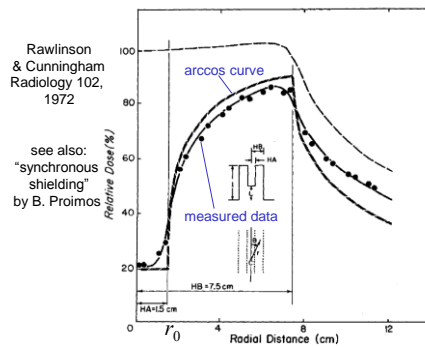 Rawlinson
& Cunningham
Radiology 102,
1972
see also:
“synchronous
shielding”
by B. Proimos
Relative Dose(%)
100
80
60
40
20
arccos curve
measured data
HB
HA
r
HB=7.5cm
HA=1.5 cm
r0
0
4
8
12
Radial Distance (cm)